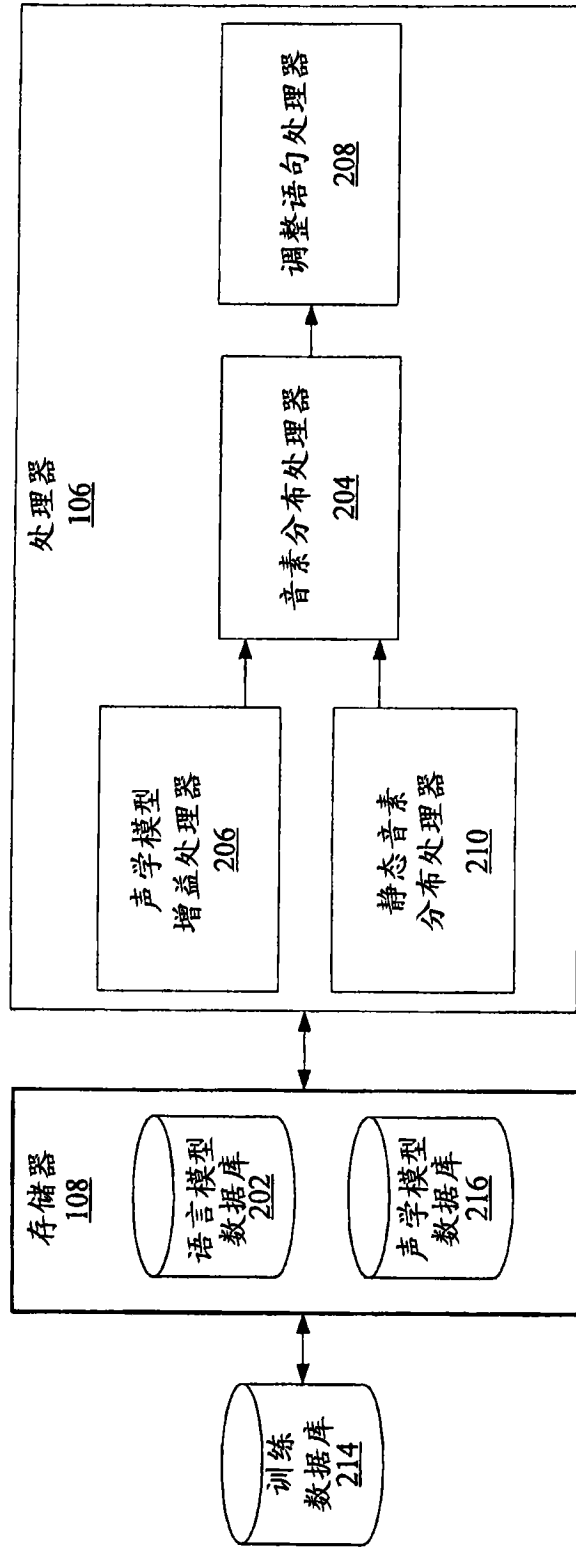 训练
数据库
214
存储器
108
语言模型
数据库
202
声学模型
数据库
216
处理器
106
声学模型
增益处理器
206
静态音素
分布处理器
210
音素分布处理器
204
调整语句处理器
208